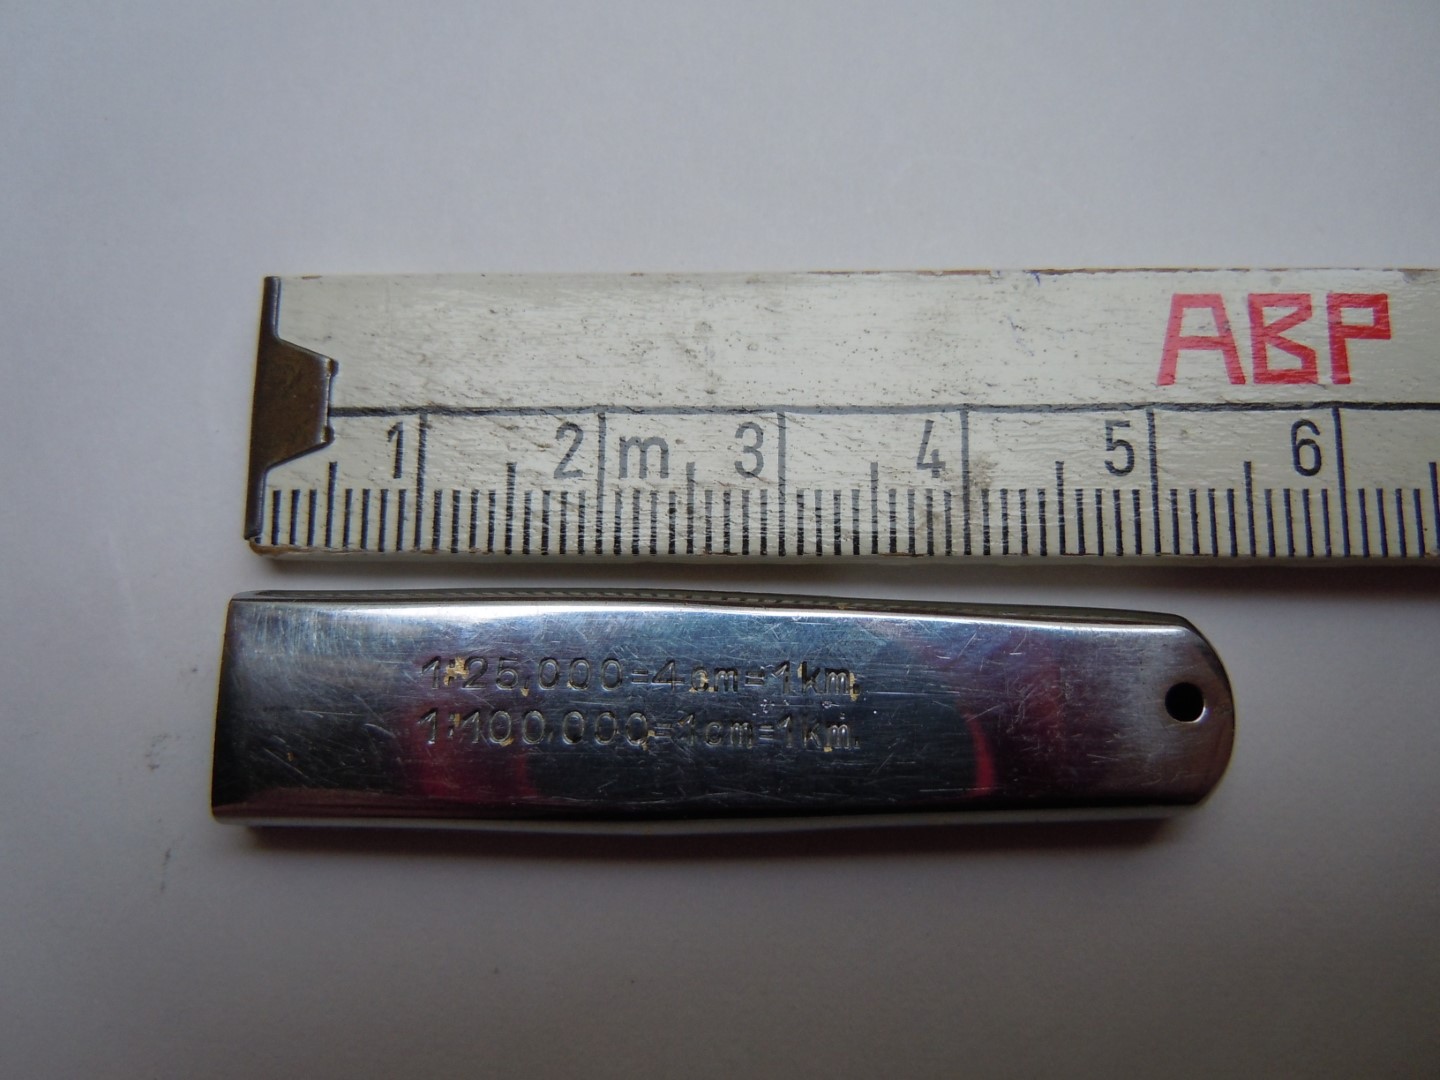 ABP
1 2 m 3 4 5 6
1:25,000=4cm=1km.
1:100,000=1cm=1km.